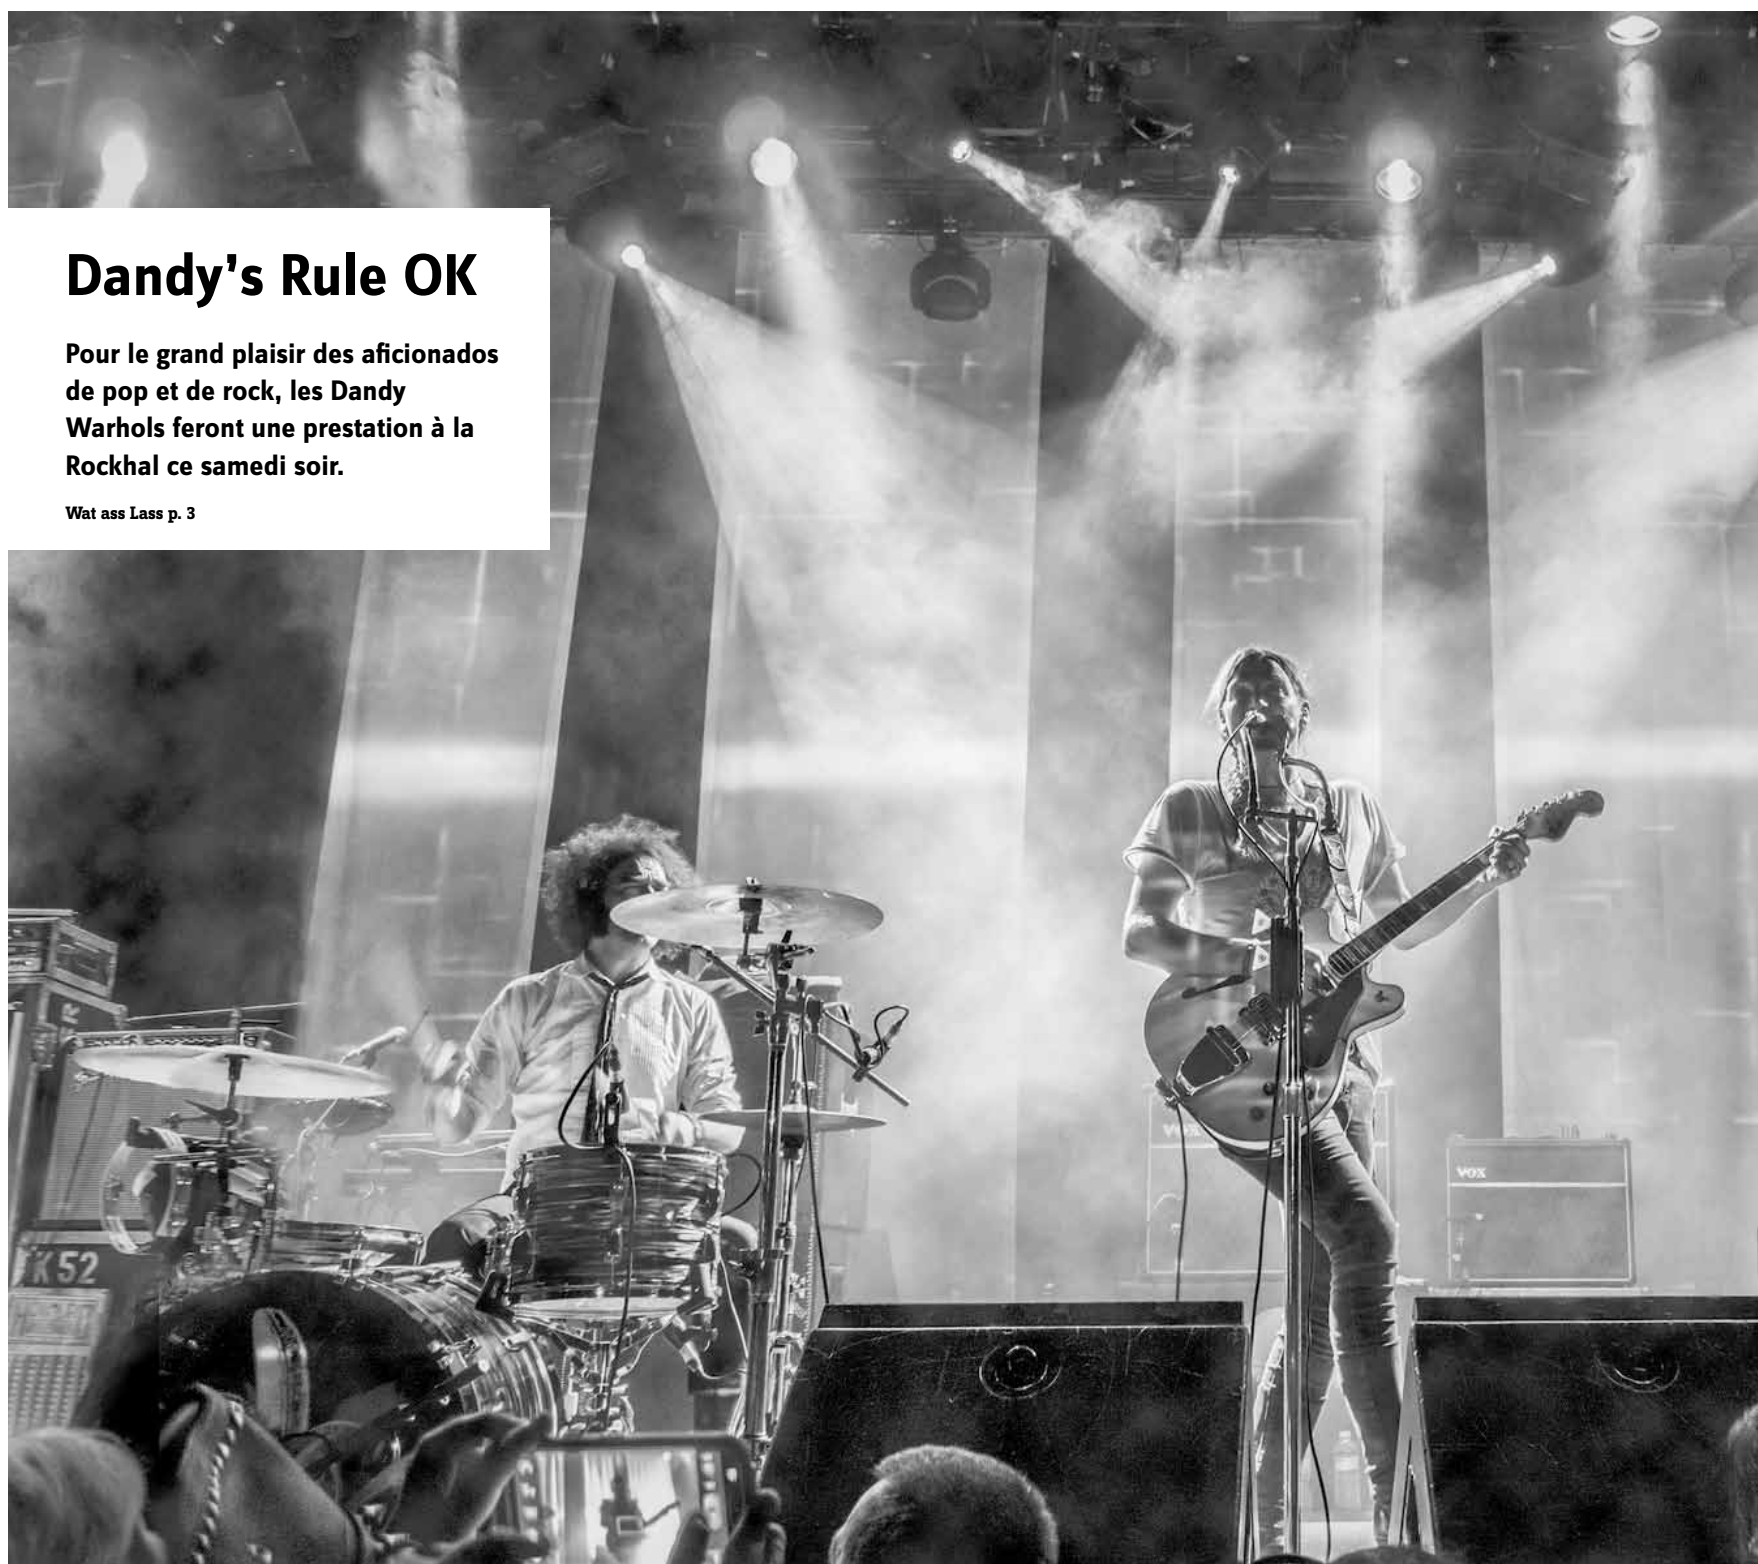 Dandy’s Rule OK
Pour le grand plaisir des aficionados
de pop et de rock, les Dandy
Warhols feront une prestation à la
Rockhal ce samedi soir.
Wat ass Lass p. 3
VOX
VOX
K52